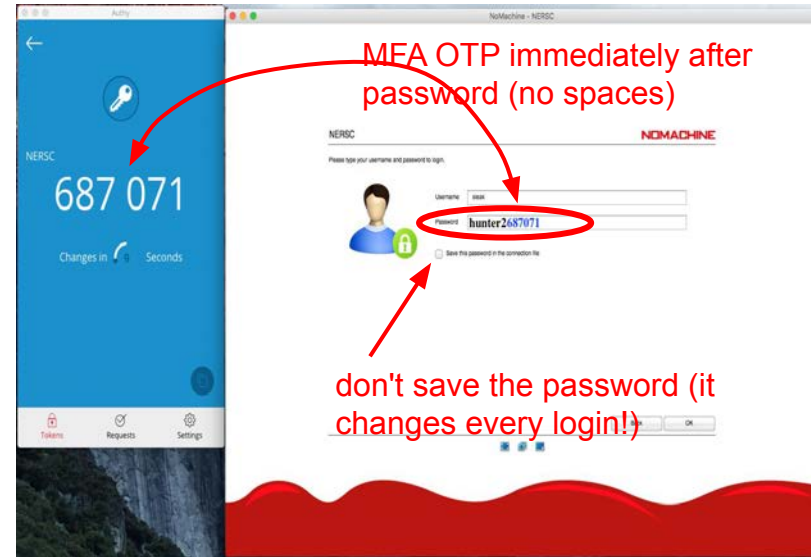 Authy
NoMachine - NERSC
MFA OTP immediately after
password (no spaces)
NERSC
NOMACHINE
Please type your username and password to login.
NERSC
687 071
Username
Password hunter2687071
Changes in Seconds
Save this password in the connection file
don't save the password (it
changes every login!)
OK
Tokens Requests Settings